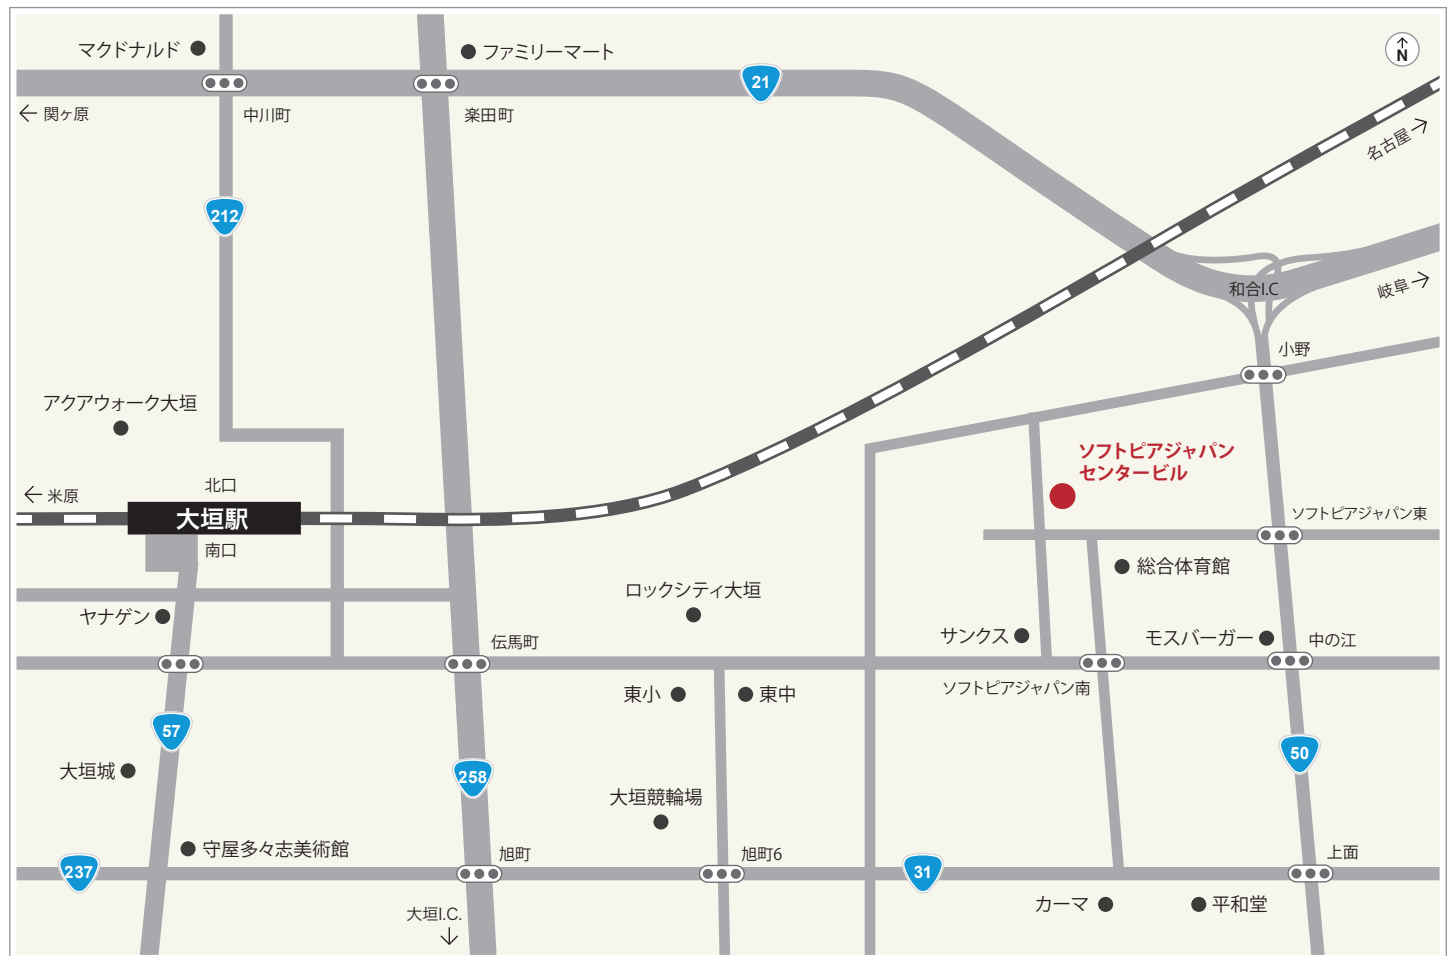 マクドナルド
ファミリーマート
N
21
← 関ヶ原
中川町
楽田町
名古屋 →
212
和合I.C
岐阜 →
小野
アクアウォーク大垣
ソフトピアジャパン
センタービル
北口
← 米原
大垣駅
ソフトピアジャパン東
南口
総合体育館
ロックシティ大垣
ヤナゲン
サンクス
モスバーガー
中の江
伝馬町
ソフトピアジャパン南
東小
東中
57
50
大垣城
258
大垣競輪場
守屋多々志美術館
旭町
旭町6
上面
237
31
カーマ
平和堂
大垣I.C.
↓